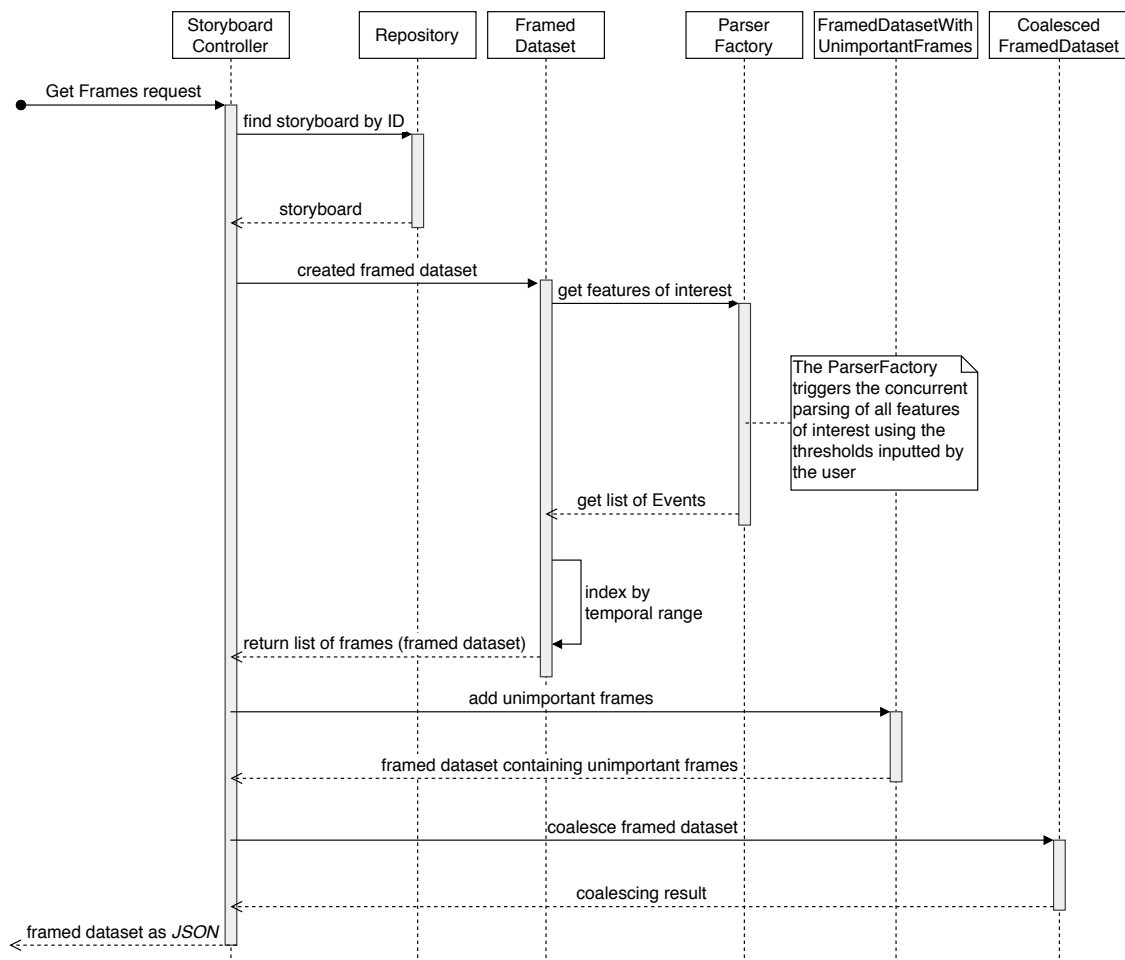 Storyboard
Controller
Repository
Framed
Dataset
Parser
Factory
FramedDatasetWith
UnimportantFrames
Coalesced
FramedDataset
Get Frames request
find storyboard by ID
storyboard
created framed dataset
get features of interest
The ParserFactory
triggers the concurrent
parsing of all features
of interest using the
thresholds inputted by
the user
get list of Events
index by
temporal range
return list of frames (framed dataset)
add unimportant frames
framed dataset containing unimportant frames
coalesce framed dataset
coalescing result
framed dataset as JSON